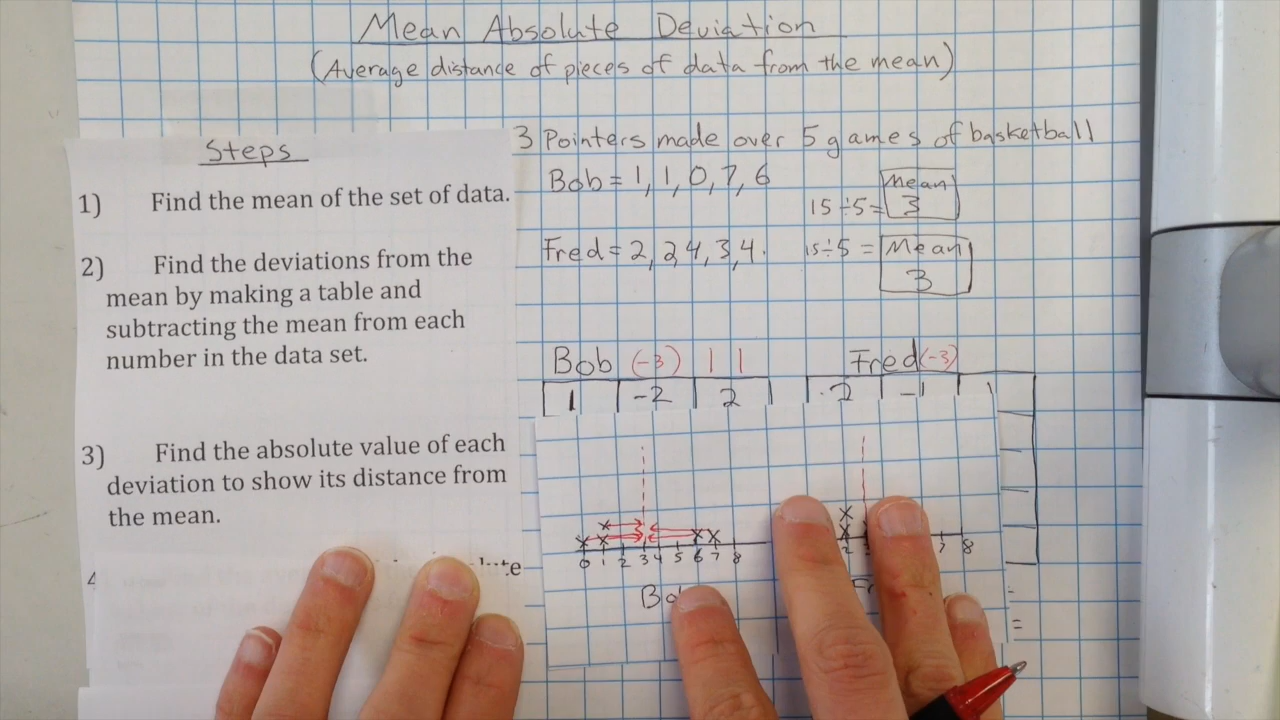 Mean Absolute Deviation
(Average distance of pieces of data from the mean)
Steps
1) Find the mean of the set of data.
2) Find the deviations from the
mean by making a table and
subtracting the mean from each
number in the data set.
3) Find the absolute value of each
deviation to show its distance from
the mean.
3 Pointers made over 5 games of basketball
Bob = 1, 1, 0, 7, 6
15 ÷ 5 = Mean
3
Fred = 2, 2, 4, 3, 4.
15 ÷ 5 = Mean
3
Bob (-3) | |
1 -2 2
Fred (-3)
2 -1 1
0 1 2 3 4 5 6 7 8
Bob
2 7 8
=